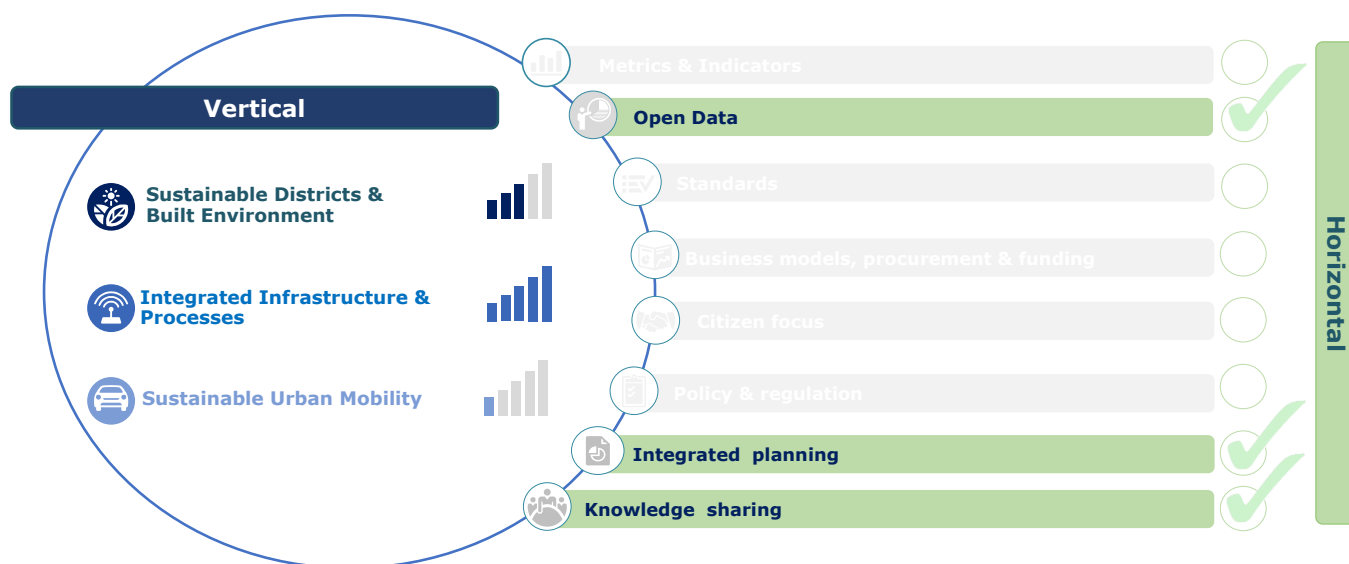 Vertical
Sustainable Districts &
Built Environment
Integrated Infrastructure &
Processes
Sustainable Urban Mobility
Metrics & Indicators
Open Data
Standards
Business models, procurement & funding
Citizen focus
Policy & regulation
Integrated planning
Knowledge sharing
Horizontal